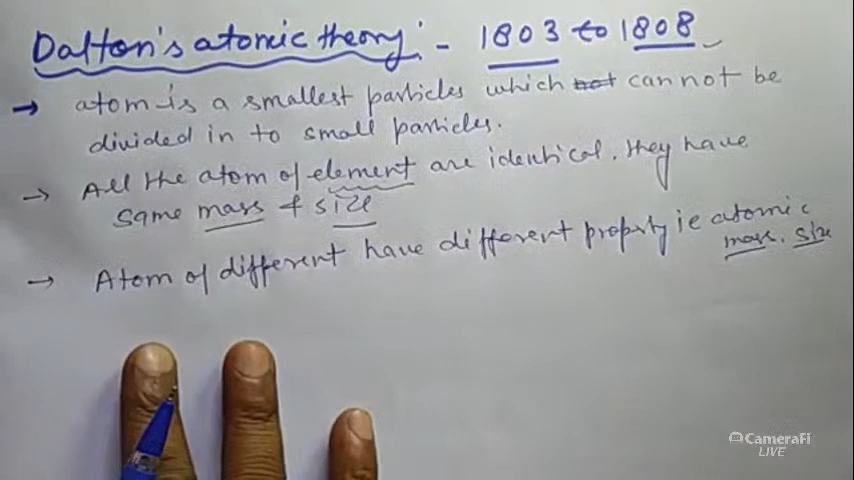 Dalton's atomic theory :- 1803 to 1808
→ atom is a smallest particles which not cannot be
divided in to small particles.
→ All the atom of element are identical. they have
same mass & size
→ Atom of different have different property ie atomic
mass. size
CameraFi
LIVE